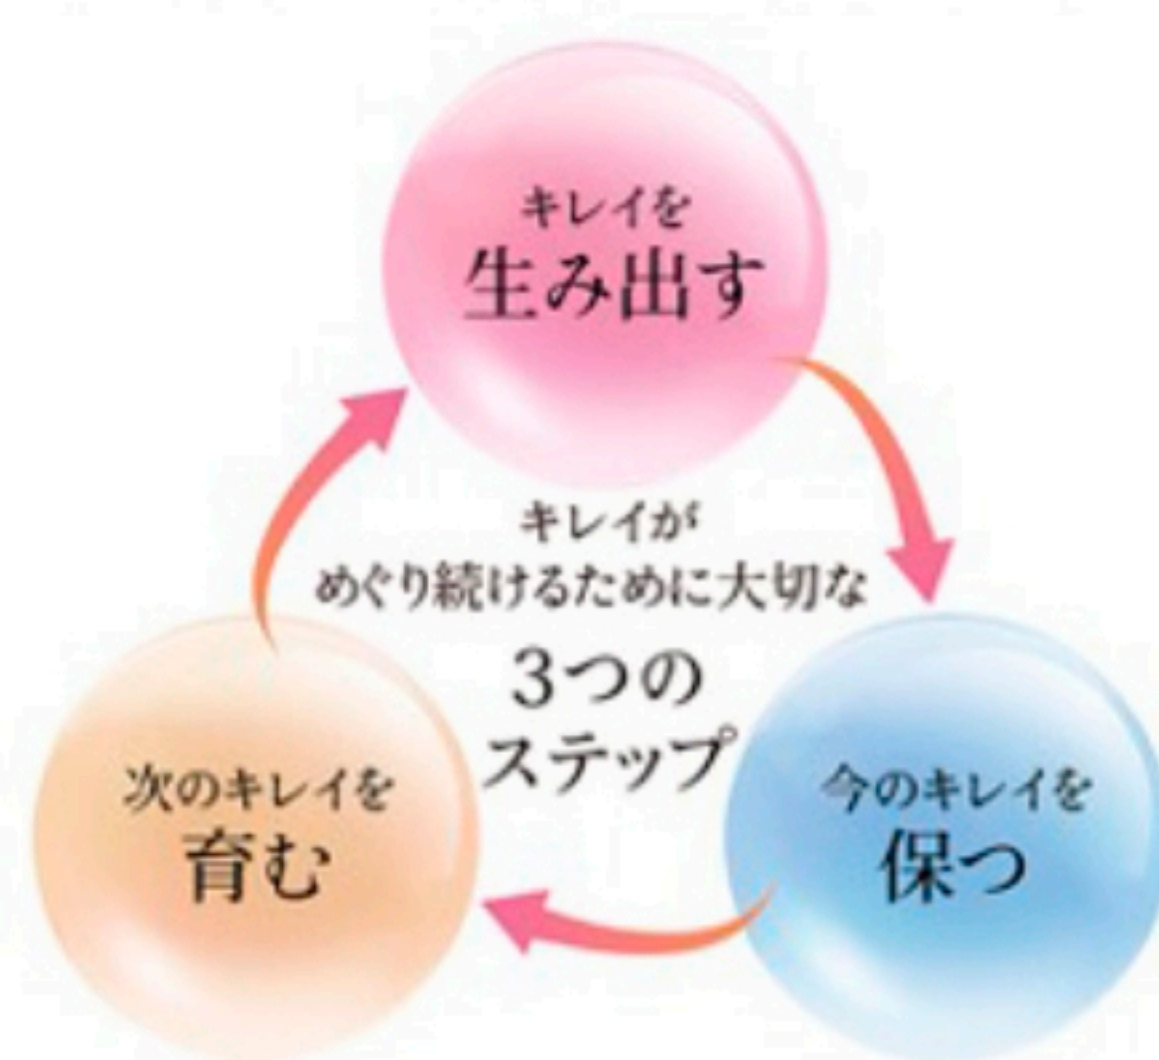 キレイを
生み出す
キレイが
めぐり続けるために大切な
3つの
ステップ
次のキレイを
育む
今のキレイを
保つ